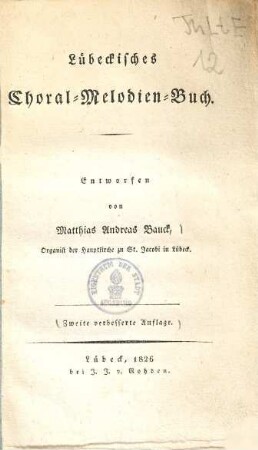 12
Lübeckisches
Choral-Melodien-Buch.
Entworfen
von
Matthias Andreas Bauck,
Organist der Hauptkirche zu St. Jacobi in Lübeck.
Zweite verbesserte Auflage.
Lübeck, 1826
bei J. J. v. Rohden.